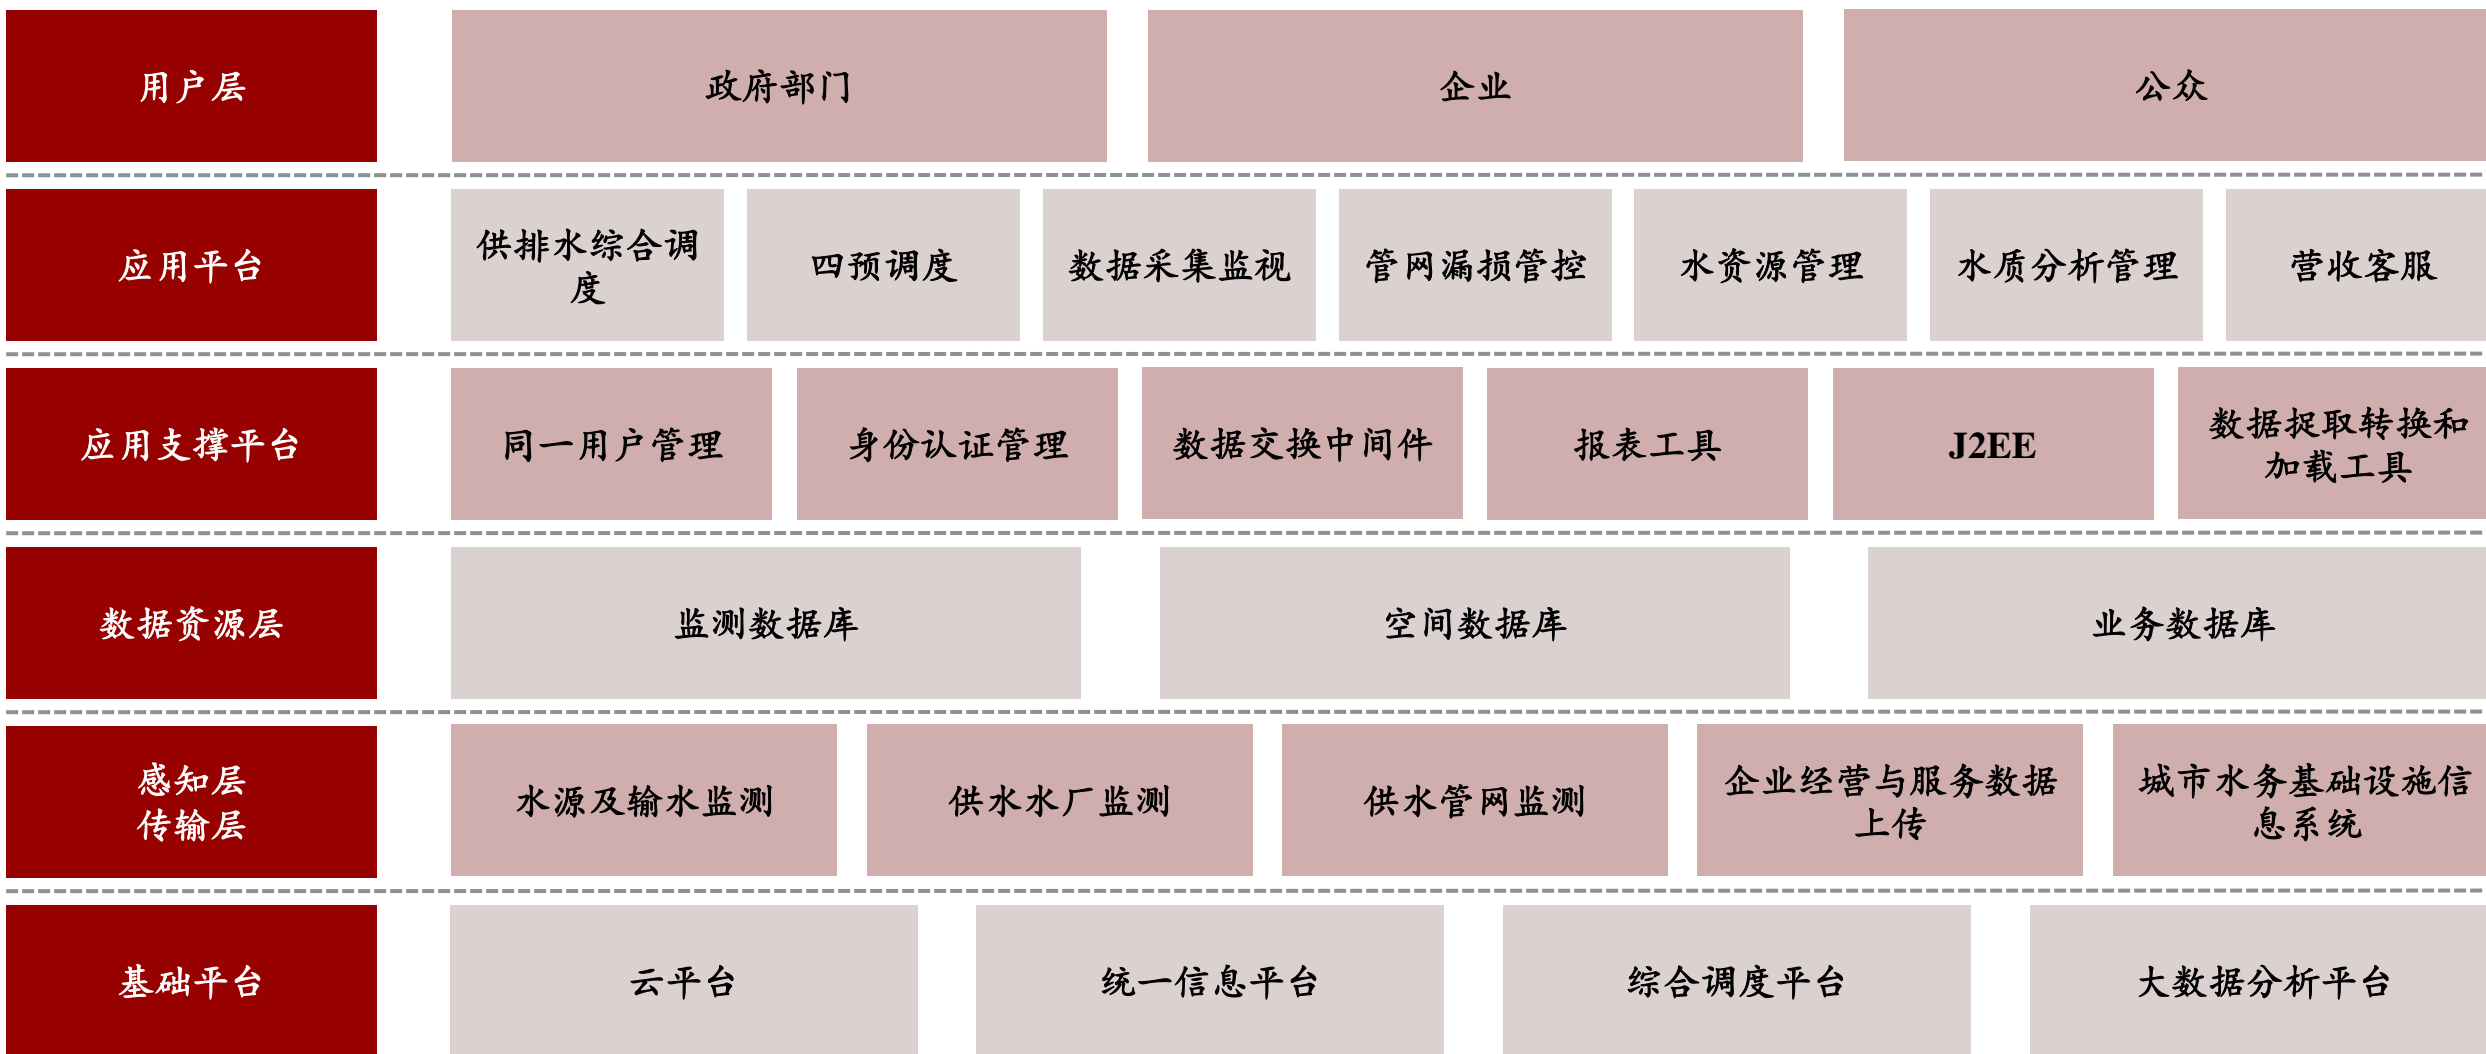 用户层
政府部门
企业
公众
应用平台
供排水综合调
度
四预调度
数据采集监视
管网漏损管控
水资源管理
水质分析管理
营收客服
应用支撑平台
同一用户管理
身份认证管理
数据交换中间件
报表工具
J2EE
数据捉取转换和
加载工具
数据资源层
监测数据库
空间数据库
业务数据库
感知层
传输层
水源及输水监测
供水水厂监测
供水管网监测
企业经营与服务数据
上传
城市水务基础设施信
息系统
基础平台
云平台
统一信息平台
综合调度平台
大数据分析平台